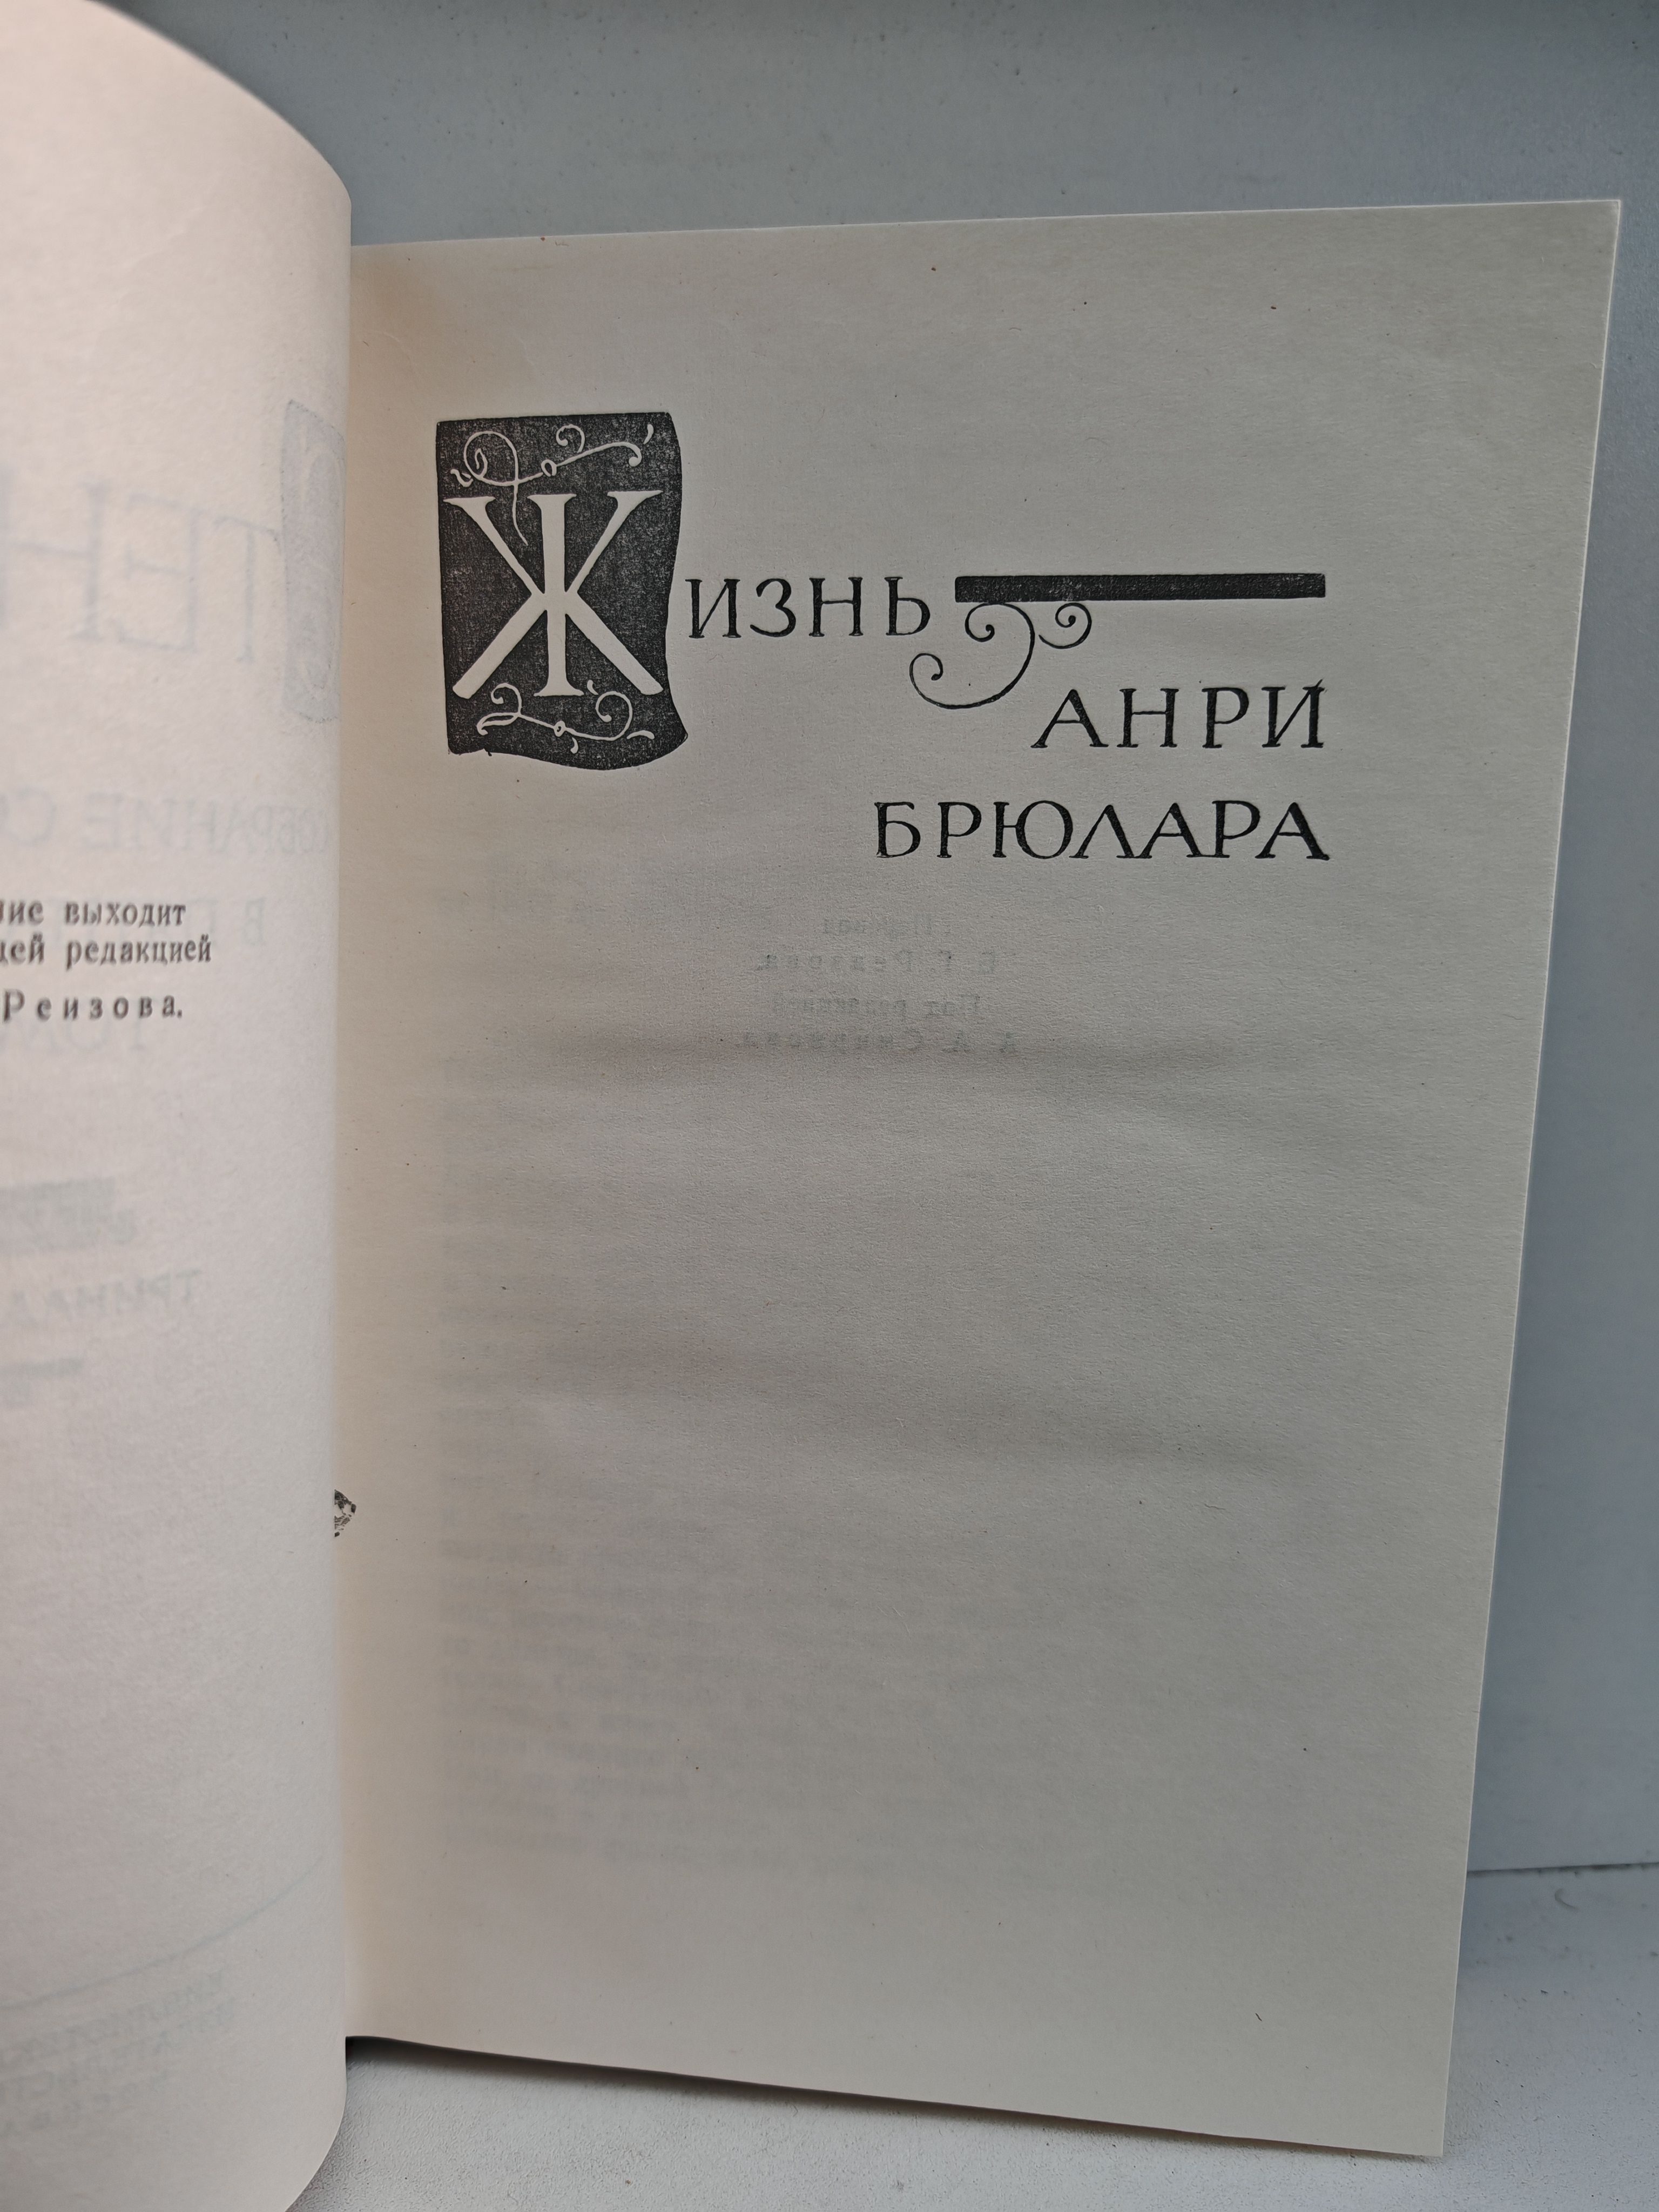 ние выходит
щей редакцией
Реизова.
Жизнь
АНРИ
БРЮЛАРА